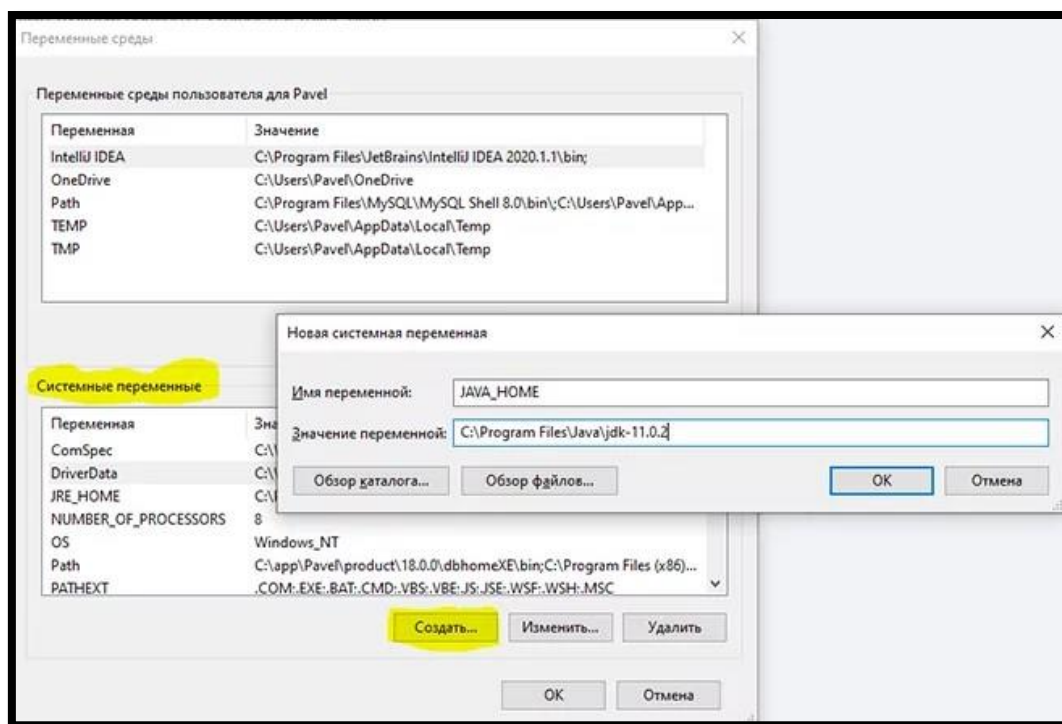 Переменные среды
Переменные среды пользователя для Pavel
Переменная Значение
IntelliJ IDEA C:\Program Files\JetBrains\IntelliJ IDEA 2020.1.1\bin;
OneDrive C:\Users\Pavel\OneDrive
Path C:\Program Files\MySQL\MySQL Shell 8.0\bin\;C:\Users\Pavel\App...
TEMP C:\Users\Pavel\AppData\Local\Temp
TMP C:\Users\Pavel\AppData\Local\Temp
Новая системная переменная
Имя переменной: JAVA_HOME
Значение переменной: C:\Program Files\Java\jdk-11.0.2
Обзор каталога... Обзор файлов... OK Отмена
Системные переменные
Переменная
ComSpec
DriverData
JRE_HOME
NUMBER_OF_PROCESSORS 8
OS Windows_NT
Path C:\app\Pavel\product\18.0.0\dbhomeXE\bin;C:\Program Files (x86)...
PATHEXT .COM;.EXE;.BAT;.CMD;.VBS;.VBE;.JS;.JSE;.WSF;.WSH;.MSC
Создать... Изменить... Удалить
OK Отмена